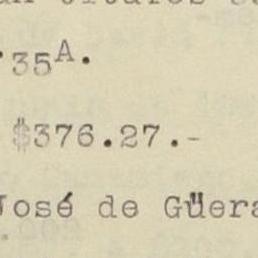 35A.
$376.27.-
José de Güera